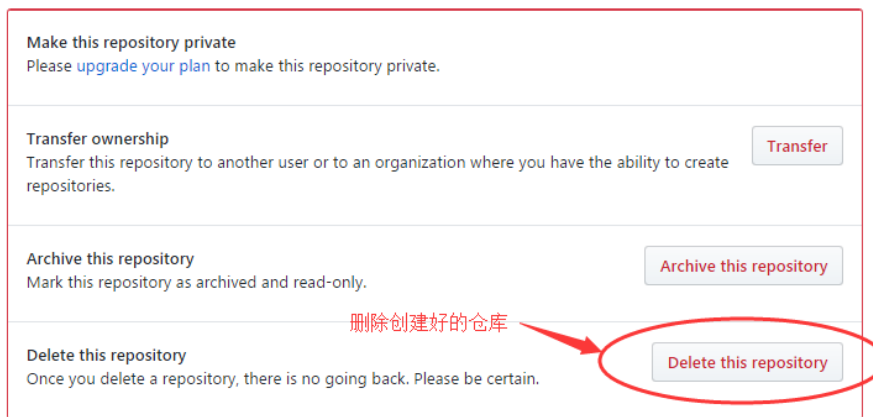 Make this repository private
Please upgrade your plan to make this repository private.
Transfer ownership
Transfer this repository to another user or to an organization where you have the ability to create
repositories.
Transfer
Archive this repository
Mark this repository as archived and read-only.
Archive this repository
删除创建好的仓库
Delete this repository
Once you delete a repository, there is no going back. Please be certain.
Delete this repository